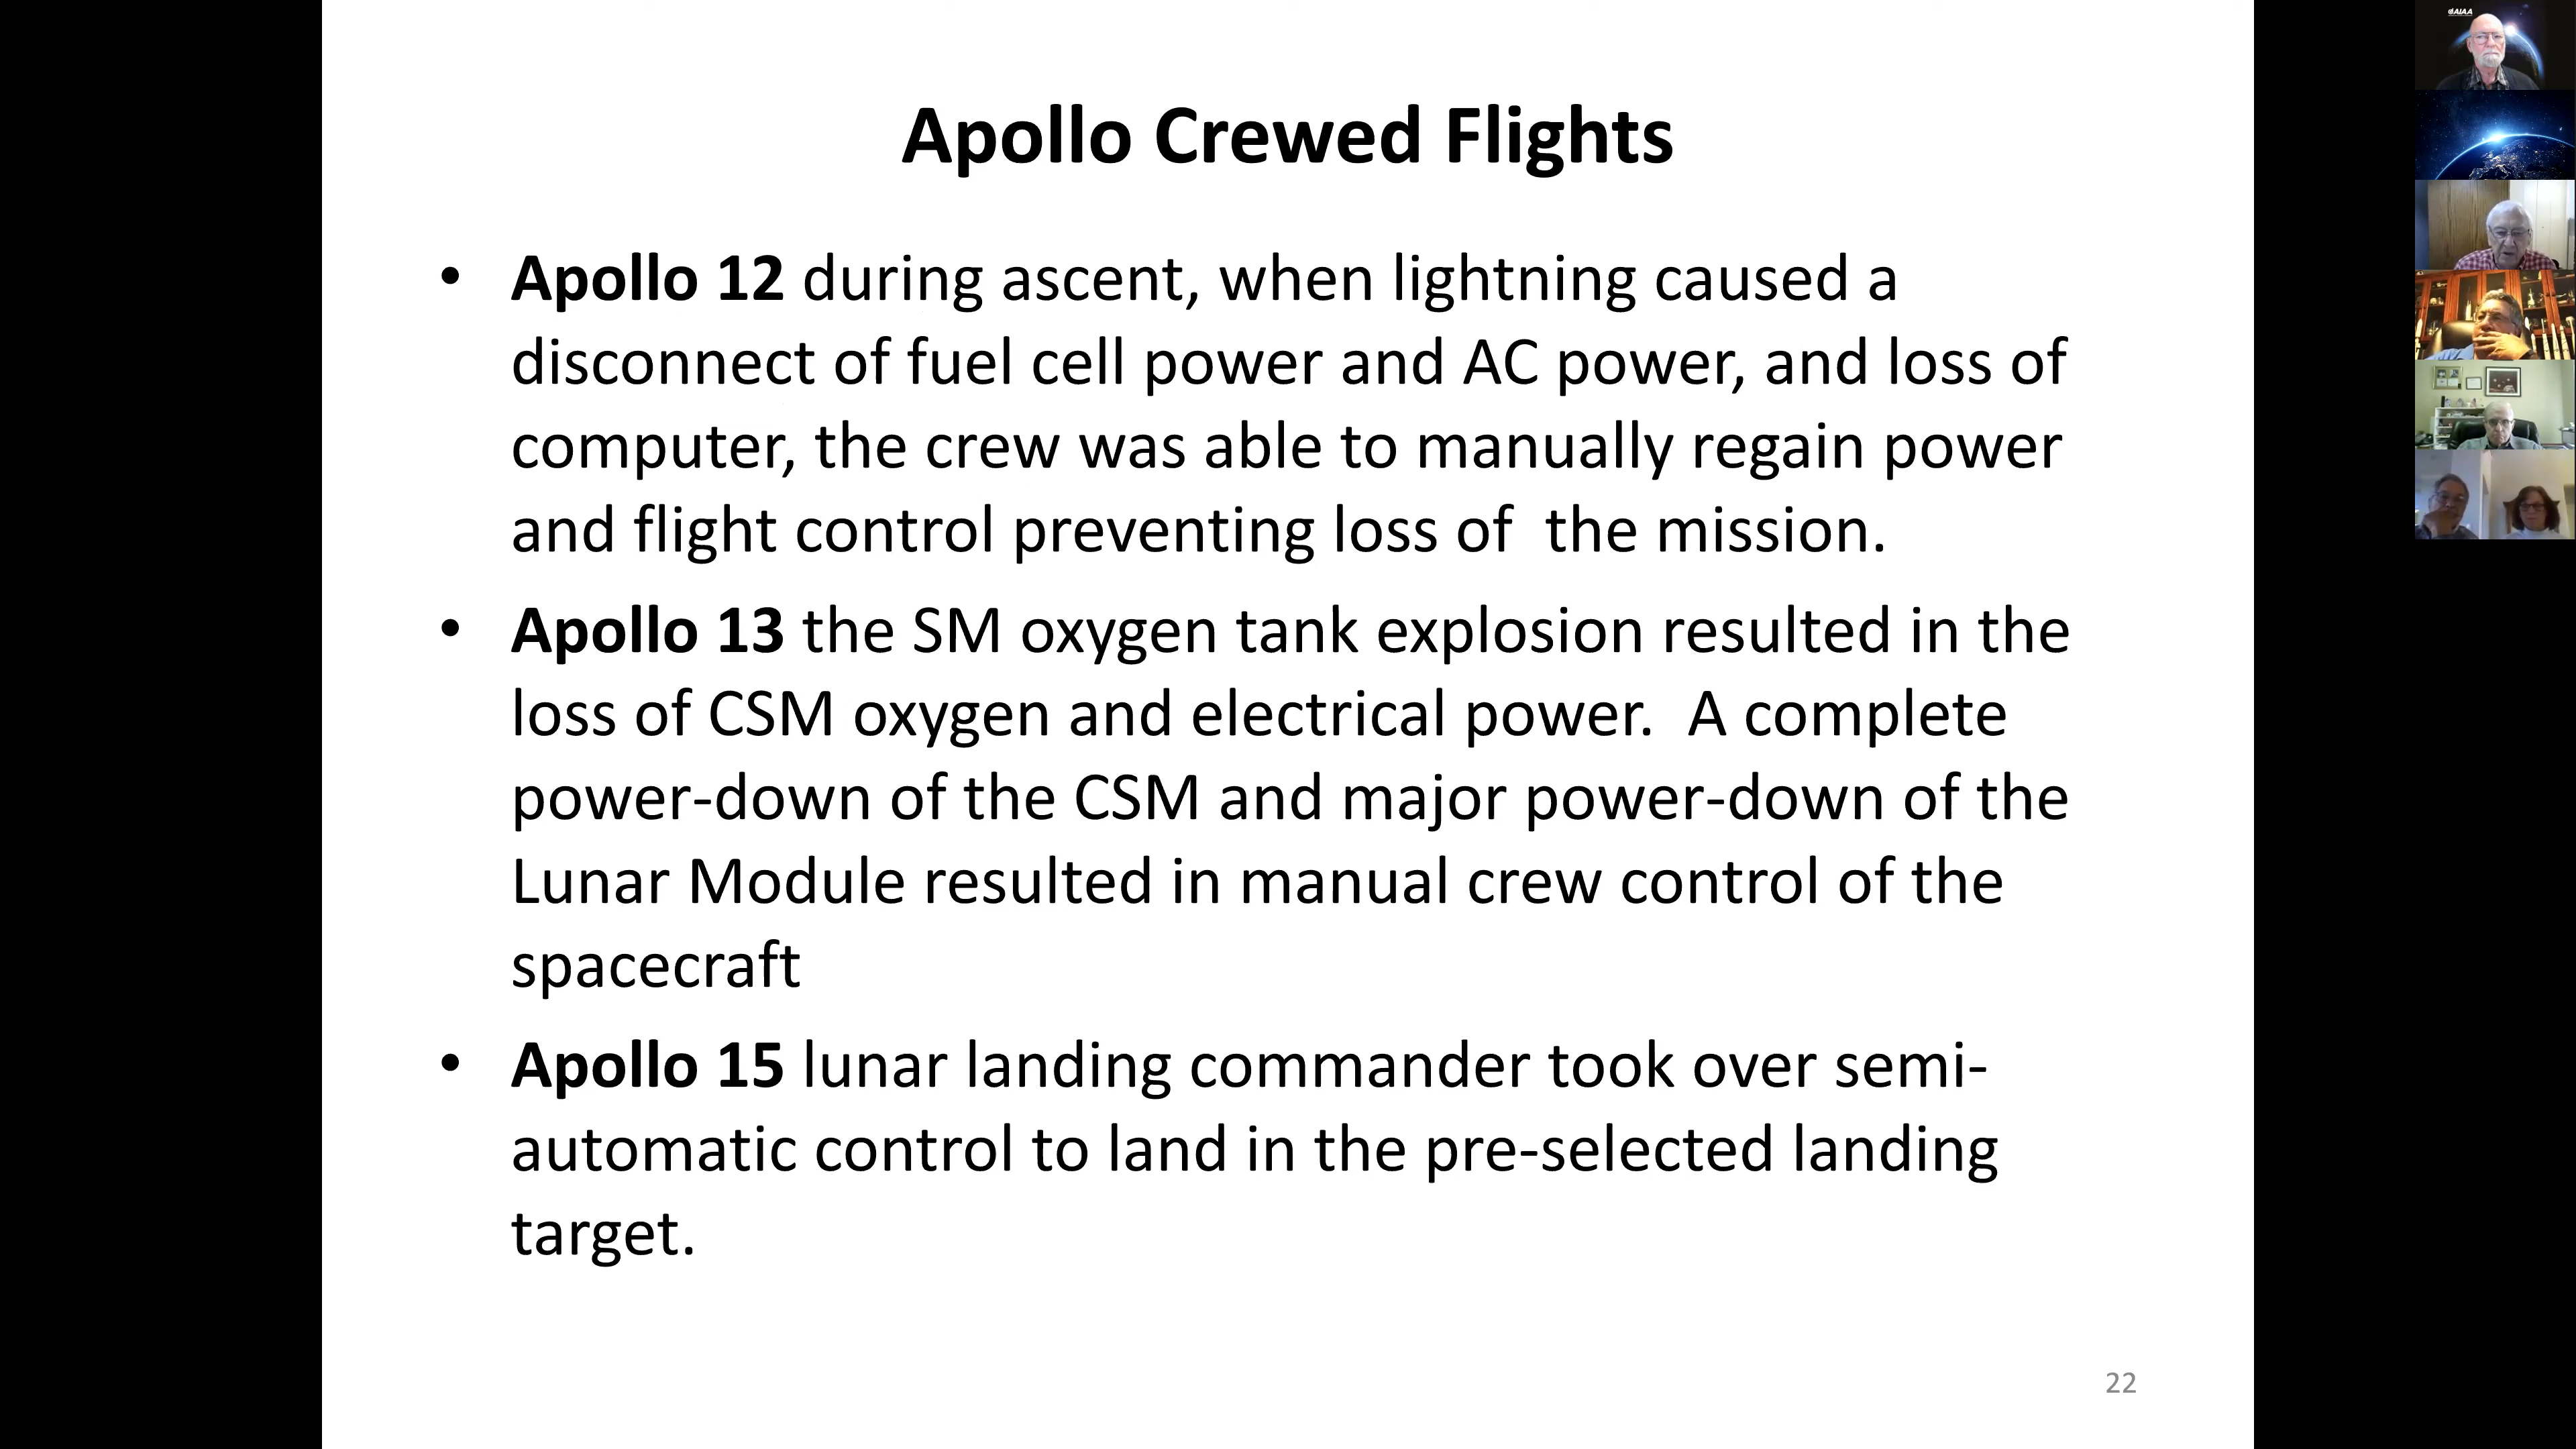 Apollo Crewed Flights
• Apollo 12 during ascent, when lightning caused a
disconnect of fuel cell power and AC power, and loss of
computer, the crew was able to manually regain power
and flight control preventing loss of  the mission.
• Apollo 13 the SM oxygen tank explosion resulted in the
loss of CSM oxygen and electrical power.  A complete
power-down of the CSM and major power-down of the
Lunar Module resulted in manual crew control of the
spacecraft
• Apollo 15 lunar landing commander took over semi-
automatic control to land in the pre-selected landing
target.
22
AIAA